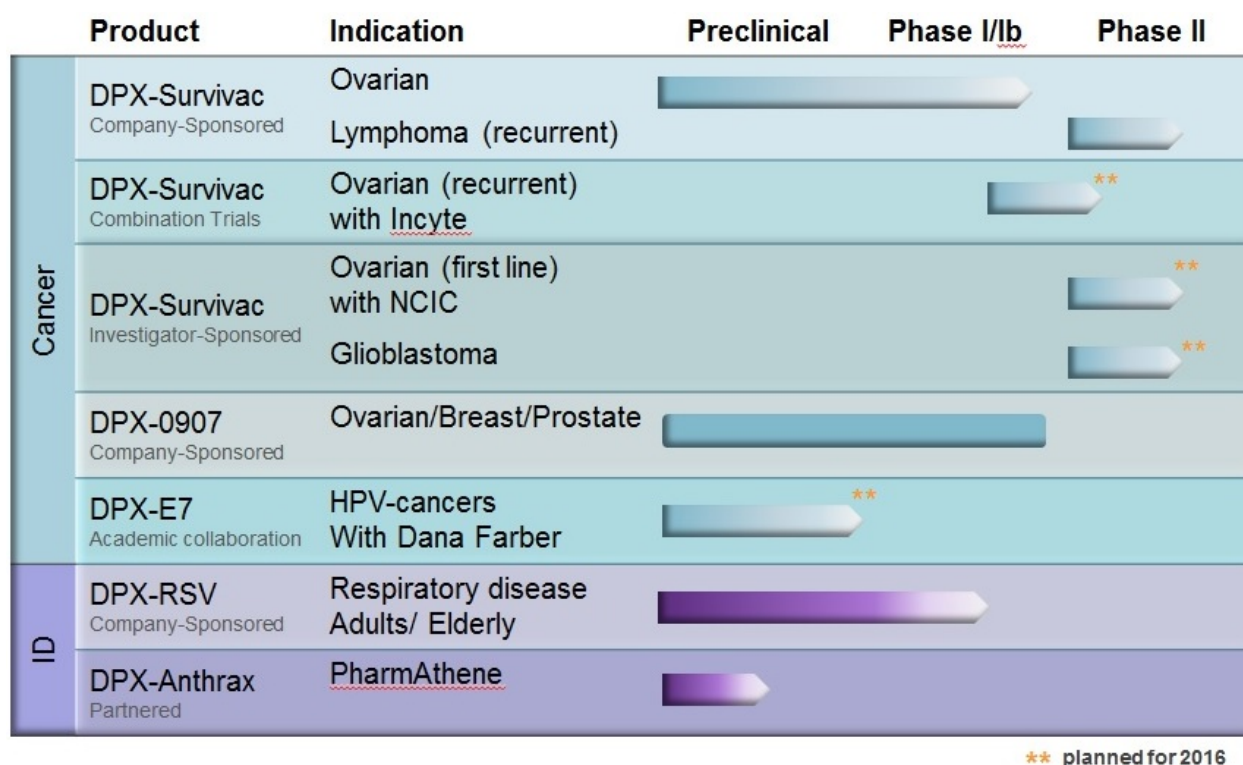 Product Indication Preclinical Phase I/Ib Phase II
Cancer
DPX-Survivac
Company-Sponsored
Ovarian
Lymphoma (recurrent)
DPX-Survivac
Combination Trials
Ovarian (recurrent)
with Incyte
**
DPX-Survivac
Investigator-Sponsored
Ovarian (first line)
with NCIC
**
Glioblastoma
**
DPX-0907
Company-Sponsored
Ovarian/Breast/Prostate
DPX-E7
Academic collaboration
HPV-cancers
With Dana Farber
**
ID
DPX-RSV
Company-Sponsored
Respiratory disease
Adults/ Elderly
DPX-Anthrax
Partnered
PharmAthene
** planned for 2016